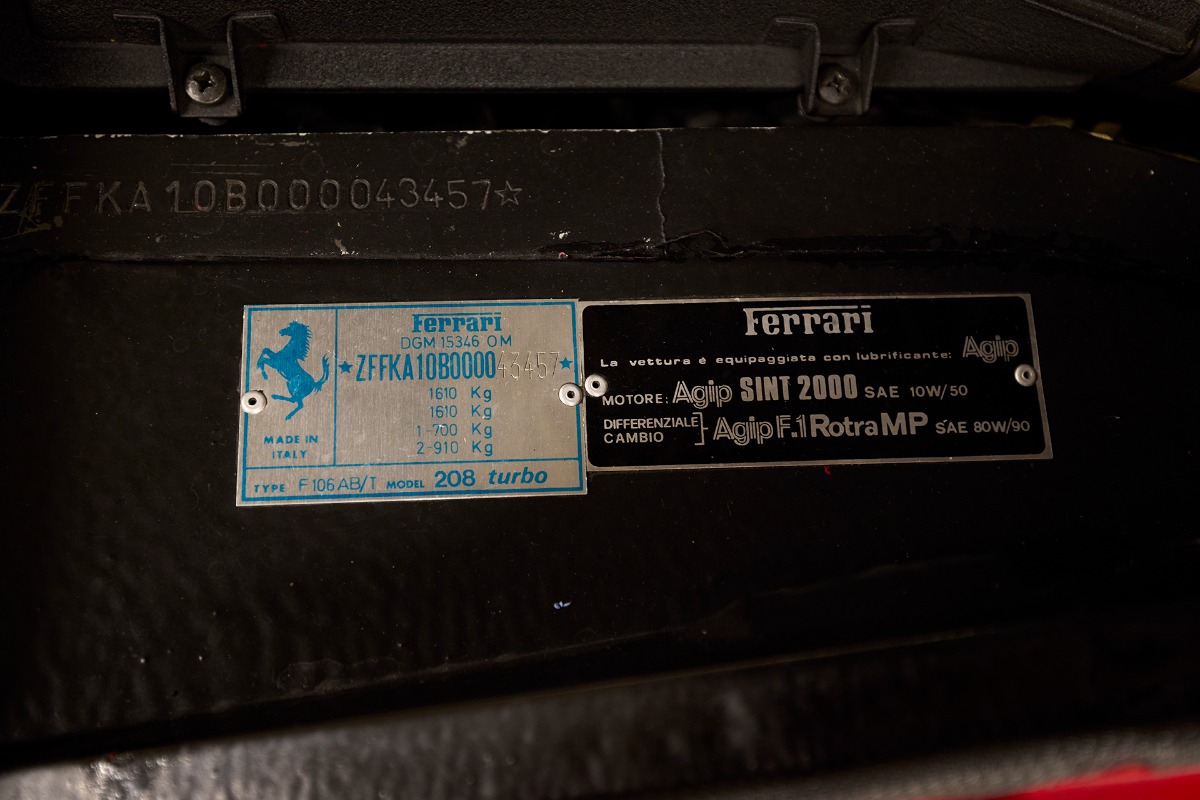 ZFFKA10B000043457☆
Ferrari
DGM 15346 OM
★ZFFKA10B000043457★
1610 Kg
1610 Kg
1-700 Kg
2-910 Kg
MADE IN
ITALY
TYPE F106AB/T MODEL 208 turbo
Ferrari
La vettura è equipaggiata con lubrificante: Agip
MOTORE: Agip SINT 2000 SAE 10W/50
DIFFERENZIALE
CAMBIO
Agip F.1 Rotra MP SAE 80W/90